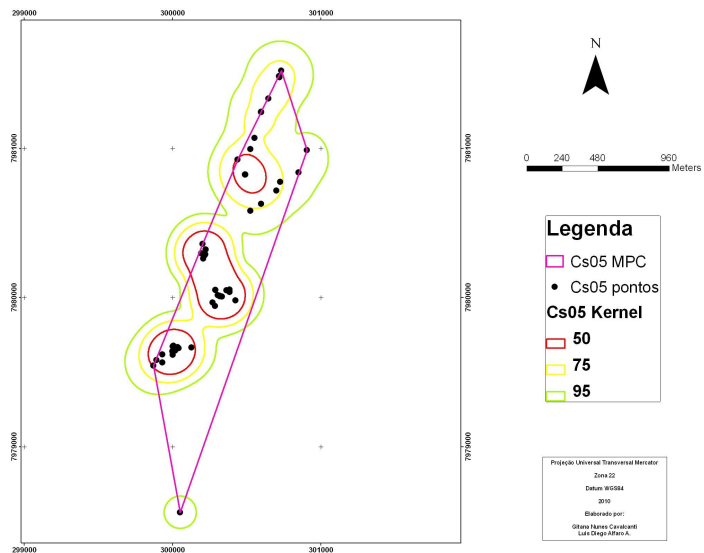 299000
300000
301000
N
7981000
7981000
0 240 480 960
Meters
Legenda
Cs05 MPC
Cs05 pontos
Cs05 Kernel
50
75
95
7980000
7980000
7979000
7979000
Projeção Universal Transversal Mercator
Zona 22
Datum WGS84
2010
Elaborado por:
Gitana Nunes Cavalcanti
Luis Diego Alfaro A.
299000
300000
301000